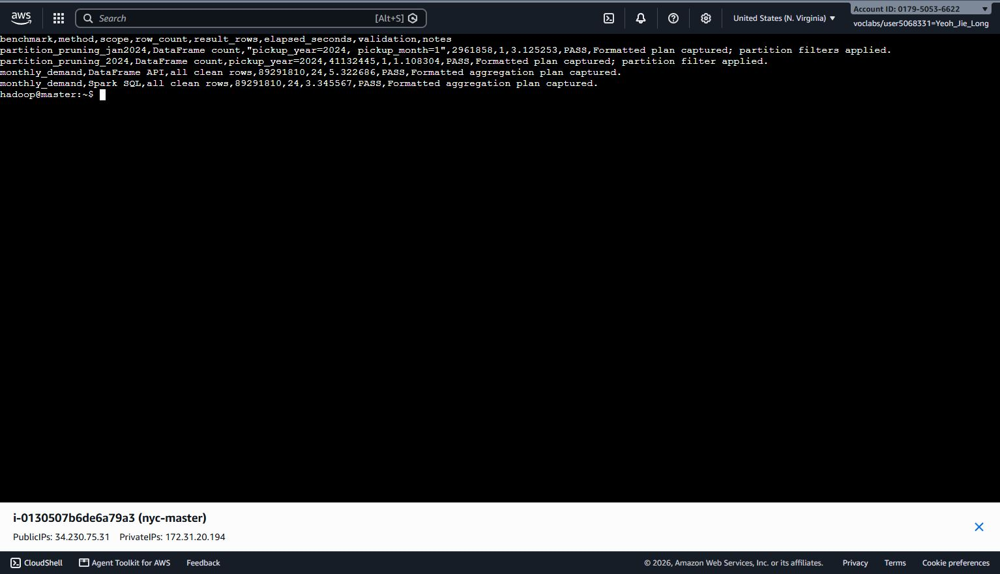 aws
Search
[Alt+S]
United States (N. Virginia)
Account ID: 0179-5053-6622
voclabs/user5068331=Yeoh_Jie_Long
benchmark,method,scope,row_count,result_rows,elapsed_seconds,validation,notes
partition_pruning_jan2024,DataFrame count,"pickup_year=2024, pickup_month=1",2961858,1,3.125253,PASS,Formatted plan captured; partition filters applied.
partition_pruning_2024,DataFrame count,pickup_year=2024,41132445,1,1.108304,PASS,Formatted plan captured; partition filter applied.
monthly_demand,DataFrame API,all clean rows,89291810,24,5.322686,PASS,Formatted aggregation plan captured.
monthly_demand,Spark SQL,all clean rows,89291810,24,3.345567,PASS,Formatted aggregation plan captured.
hadoop@master:~$
i-0130507b6de6a79a3 (nyc-master)
PublicIPs: 34.230.75.31 PrivateIPs: 172.31.20.194
CloudShell
Agent Toolkit for AWS
Feedback
© 2026, Amazon Web Services, Inc. or its affiliates.
Privacy
Terms
Cookie preferences